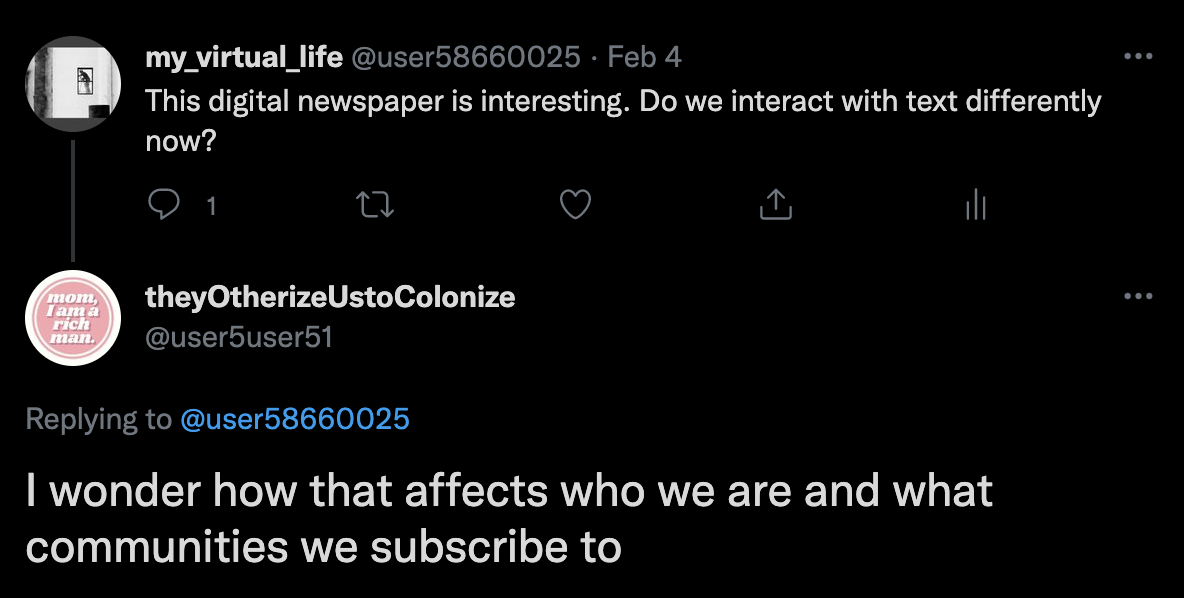 my_virtual_life @user58660025 · Feb 4
This digital newspaper is interesting. Do we interact with text differently
now?
1
mom,
I am a
rich
man.
theyOtherizeUstoColonize
@user5user51
Replying to @user58660025
I wonder how that affects who we are and what
communities we subscribe to